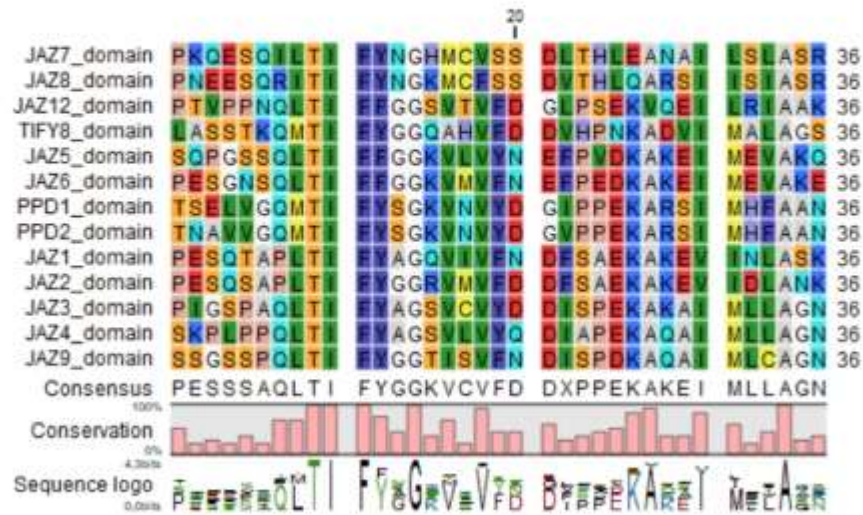 20
JAZ7_domain PKQESQILTI FYNGHMCVSS DLTHLEANAI LSLASR 36
JAZ8_domain PNEESQRITI FYNGKMCFSS DVTHLQARSI ISIASR 36
JAZ12_domain PTVPPNQLTI FFGGSVTVFD GLPSEKVQEI LRIAAK 36
TIFY8_domain LASSTKQMTI FYGGQAHVFD DVHPNKADVI MALAGS 36
JAZ5_domain SQPGSSQLTI FFGGKVLVYN EFPVDKAKEI MEVAKQ 36
JAZ6_domain PESGNSQLTI FFGGKVMVFN EFPEDKAKEI MEVAKE 36
PPD1_domain TSELVGQMTI FYSGKVNVYD GIPPEKARSI MHFAAN 36
PPD2_domain TNAVVGQMTI FYSGKVNVYD GVPPEKARSI MHFAAN 36
JAZ1_domain PESQTAPLTI FYAGQVIVFN DFSAEKAKEV INLASK 36
JAZ2_domain PESQSAPLTI FYGGRVMVFD DFSAEKAKEV IDLANK 36
JAZ3_domain PIGSPAQLTI FYAGSVCVYD DISPEKAKAI MLLAGN 36
JAZ4_domain SKPLPPQLTI FYAGSVLVYQ DIAPEKAQAI MLLAGN 36
JAZ9_domain SSGSSPQLTI FYGGTISVFN DISPDKAQAI MLCAGN 36
Consensus PESSSAQLTI FYGGKVCVFD DXPPEKAKEI MLLAGN
100%
Conservation
0%
4.3bits
Sequence logo
0.0bits